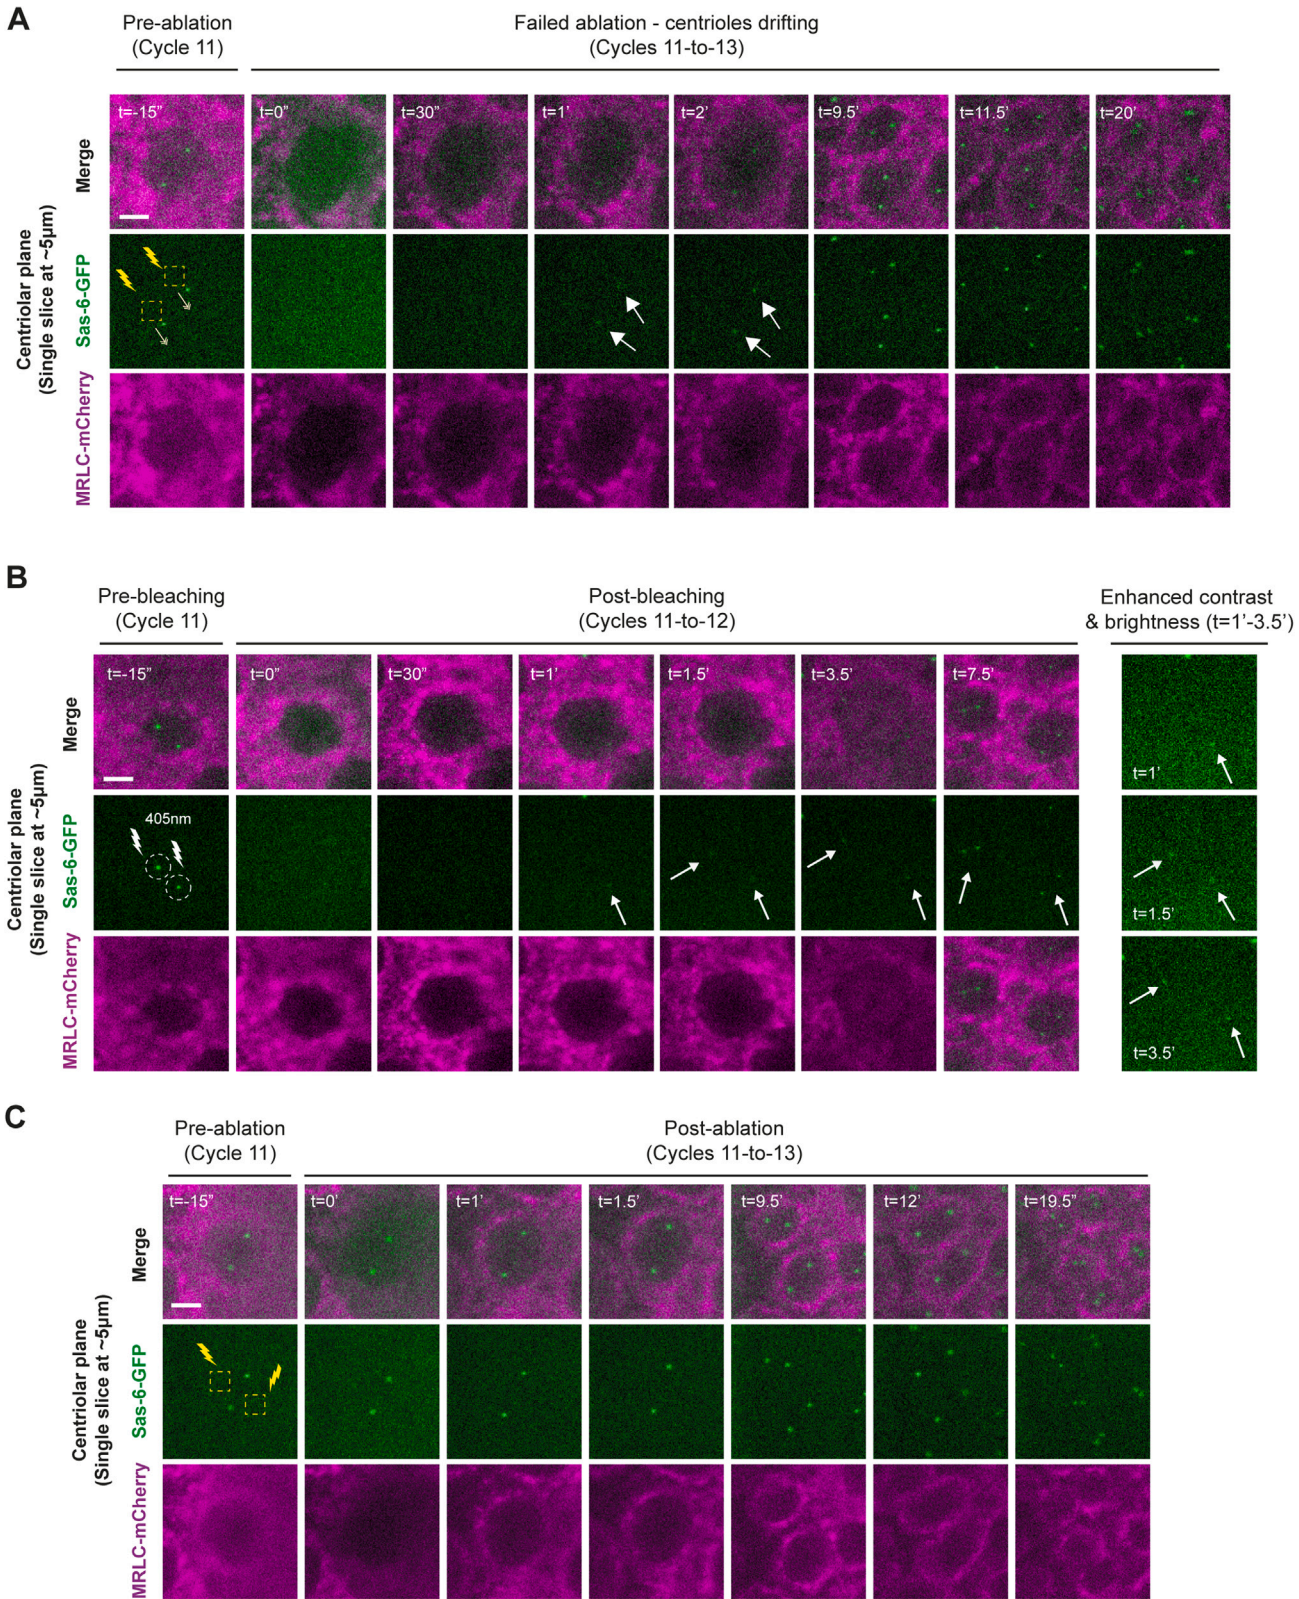 A
Pre-ablation
(Cycle 11)
Failed ablation - centrioles drifting
(Cycles 11-to-13)
Centriolar plane
(Single slice at ~5μm)
Merge
Sas-6-GFP
MRLC-mCherry
t=-15”
t=0”
t=30”
t=1’
t=2’
t=9.5’
t=11.5’
t=20’
B
Pre-bleaching
(Cycle 11)
Post-bleaching
(Cycles 11-to-12)
Enhanced contrast
& brightness (t=1’-3.5’)
Centriolar plane
(Single slice at ~5μm)
Merge
Sas-6-GFP
MRLC-mCherry
t=-15”
t=0”
t=30”
t=1’
t=1.5’
t=3.5’
t=7.5’
405nm
t=1’
t=1.5’
t=3.5’
C
Pre-ablation
(Cycle 11)
Post-ablation
(Cycles 11-to-13)
Centriolar plane
(Single slice at ~5μm)
Merge
Sas-6-GFP
MRLC-mCherry
t=-15”
t=0’
t=1’
t=1.5’
t=9.5’
t=12’
t=19.5”